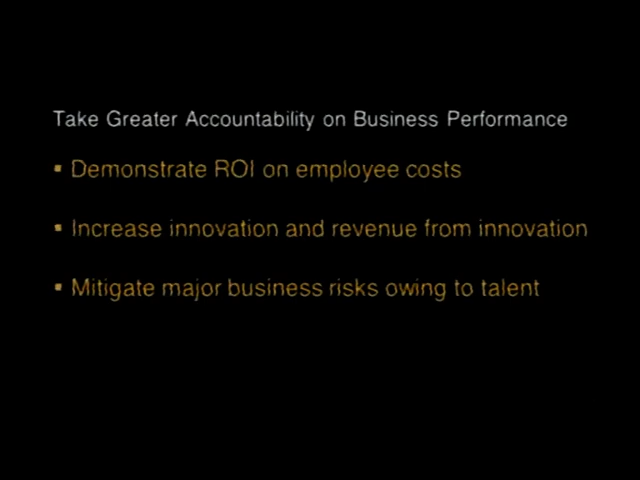 Take Greater Accountability on Business Performance
▪ Demonstrate ROI on employee costs
▪ Increase innovation and revenue from innovation
▪ Mitigate major business risks owing to talent